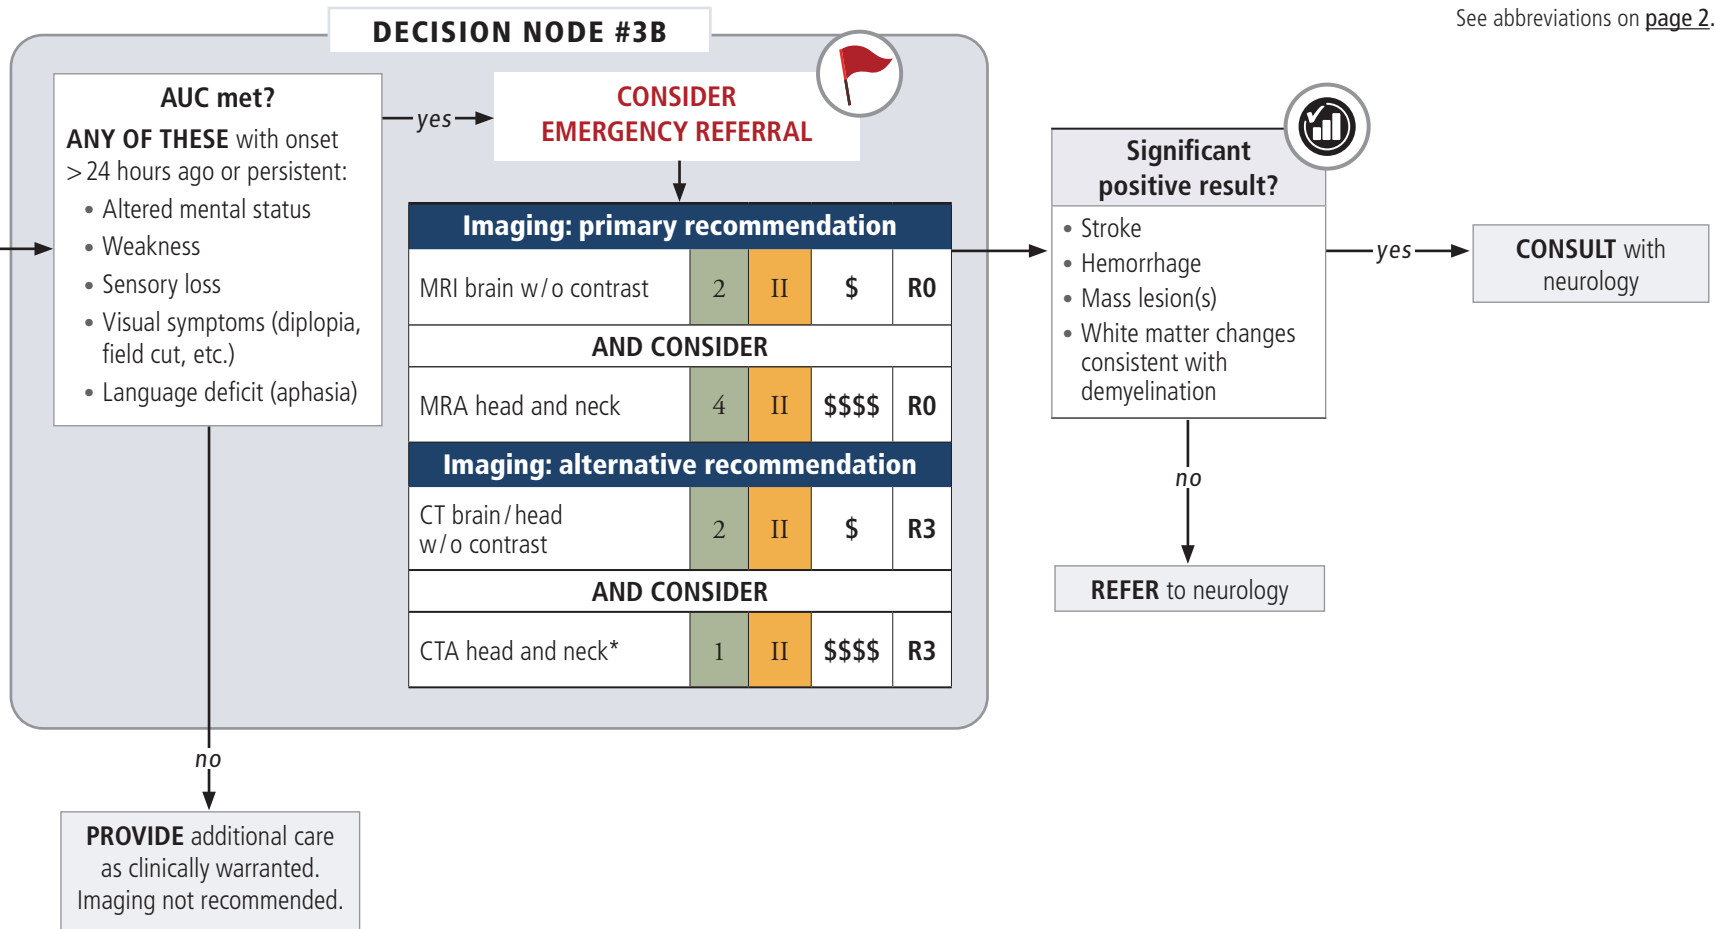 See abbreviations on page 2.
DECISION NODE #3B
AUC met?
ANY OF THESE with onset
> 24 hours ago or persistent:
• Altered mental status
• Weakness
• Sensory loss
• Visual symptoms (diplopia,
field cut, etc.)
• Language deficit (aphasia)
yes
CONSIDER
EMERGENCY REFERRAL
Imaging: primary recommendation
MRI brain w/o contrast 2 II $ R0
AND CONSIDER
MRA head and neck 4 II $$$$ R0
Imaging: alternative recommendation
CT brain/head
w/o contrast 2 II $ R3
AND CONSIDER
CTA head and neck* 1 II $$$$ R3
Significant
positive result?
• Stroke
• Hemorrhage
• Mass lesion(s)
• White matter changes
consistent with
demyelination
yes
CONSULT with
neurology
no
REFER to neurology
no
PROVIDE additional care
as clinically warranted.
Imaging not recommended.